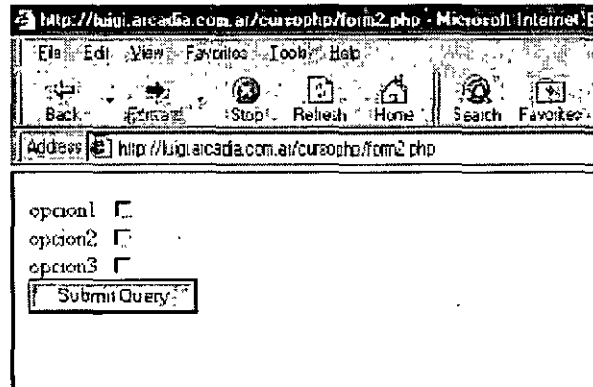 http://luigi.arcadia.com.ar/cursophp/form2.php - Microsoft Internet E
File Edit View Favorites Tools Help
Back Forward Stop Refresh Home Search Favorites
Address http://luigi.arcadia.com.ar/cursophp/form2.php
opcion1
opcion2
opcion3
Submit Query